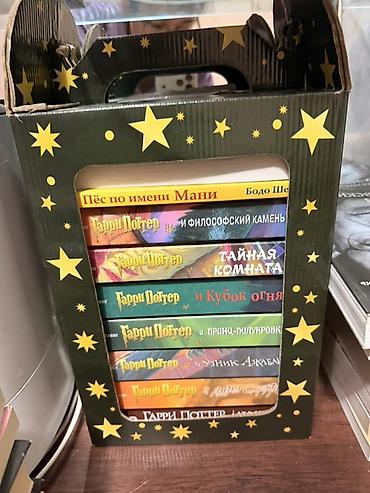 Пёс по имени Мани Бодо Ше
Гарри Поттер и философский камень
Гарри Поттер ТАЙНАЯ
КОМНАТА
Гарри Поттер и Кубок огня
Гарри Поттер и ПРИНЦ-ПОЛУКРОВКА
Гарри Поттер и УЗНИК АЗКАБАН
Гарри Поттер и
ГАРРИ ПОТТЕР